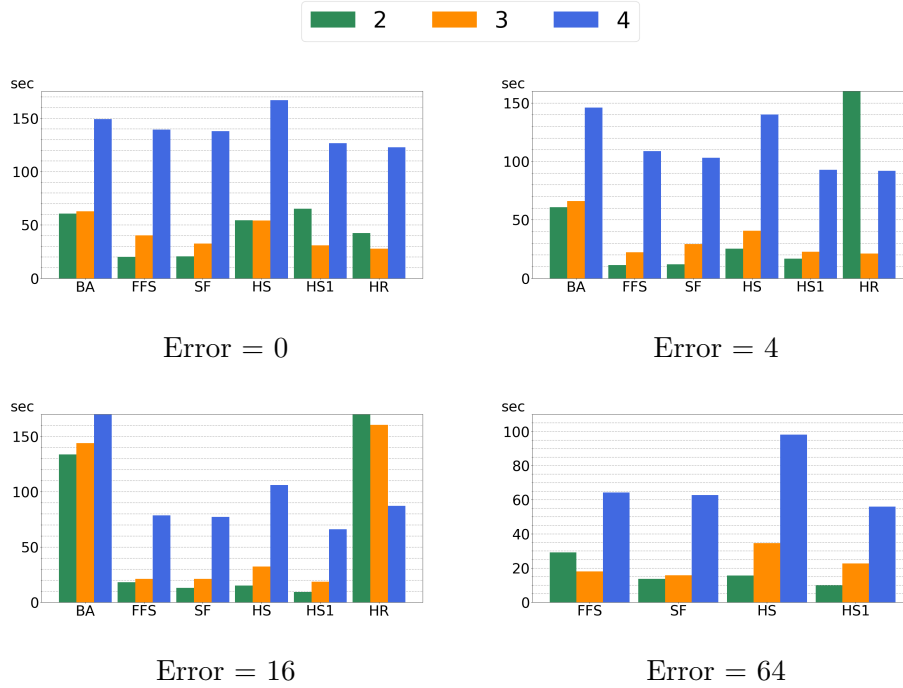 2 3 4
sec
150
100
50
0
BA FFS SF HS HS1 HR
Error = 0
sec
150
100
50
0
BA FFS SF HS HS1 HR
Error = 4
sec
150
100
50
0
BA FFS SF HS HS1 HR
Error = 16
sec
100
80
60
40
20
0
FFS SF HS HS1
Error = 64